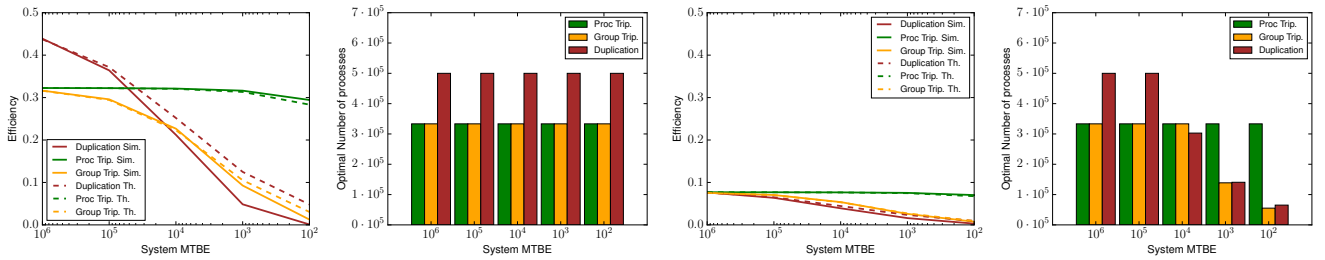 0.5
0.4
0.3
0.2
0.1
0.0
Efficiency
Duplication Sim.
Proc Trip. Sim.
Group Trip. Sim.
Duplication Th.
Proc Trip. Th.
Group Trip. Th.
10^6 10^5 10^4 10^3 10^2
System MTBE
7 · 10^5
6 · 10^5
5 · 10^5
4 · 10^5
3 · 10^5
2 · 10^5
1 · 10^5
0 · 10^5
Optimal Number of processes
Proc Trip.
Group Trip.
Duplication
10^6 10^5 10^4 10^3 10^2
System MTBE
0.5
0.4
0.3
0.2
0.1
0.0
Efficiency
Duplication Sim.
Proc Trip. Sim.
Group Trip. Sim.
Duplication Th.
Proc Trip. Th.
Group Trip. Th.
10^6 10^5 10^4 10^3 10^2
System MTBE
7 · 10^5
6 · 10^5
5 · 10^5
4 · 10^5
3 · 10^5
2 · 10^5
1 · 10^5
0 · 10^5
Optimal Number of processes
Proc Trip.
Group Trip.
Duplication
10^6 10^5 10^4 10^3 10^2
System MTBE